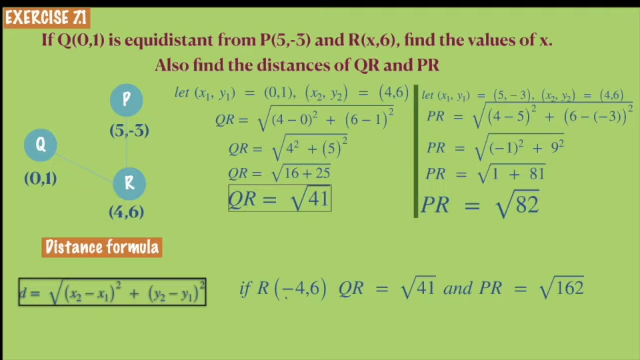 EXERCISE 7.1
If Q(0,1) is equidistant from P(5,-3) and R(x,6), find the values of x.
Also find the distances of QR and PR
P
(5,-3)
Q
(0,1)
R
(4,6)
let (x₁, y₁) = (0,1), (x₂, y₂) = (4,6)
QR = √((4−0)² + (6−1)²)
QR = √(4² + (5)²)
QR = √(16 + 25)
QR = √41
let (x₁, y₁) = (5, −3), (x₂, y₂) = (4,6)
PR = √((4−5)² + (6−(−3))²)
PR = √((−1)² + 9²)
PR = √(1 + 81)
PR = √82
Distance formula
d = √((x₂ − x₁)² + (y₂ − y₁)²)
if R (−4,6) QR = √41 and PR = √162